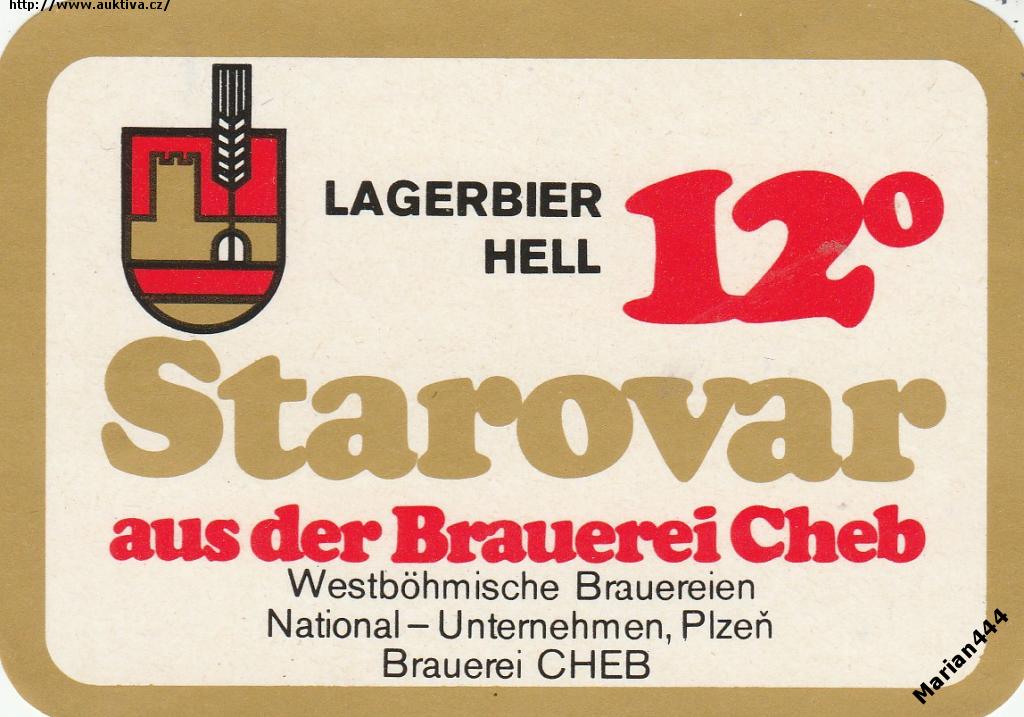 http://www.auktiva.cz/
LAGERBIER
HELL
12°
Starovar
aus der Brauerei Cheb
Westböhmische Brauereien
National – Unternehmen, Plzeň
Brauerei CHEB
Marian444